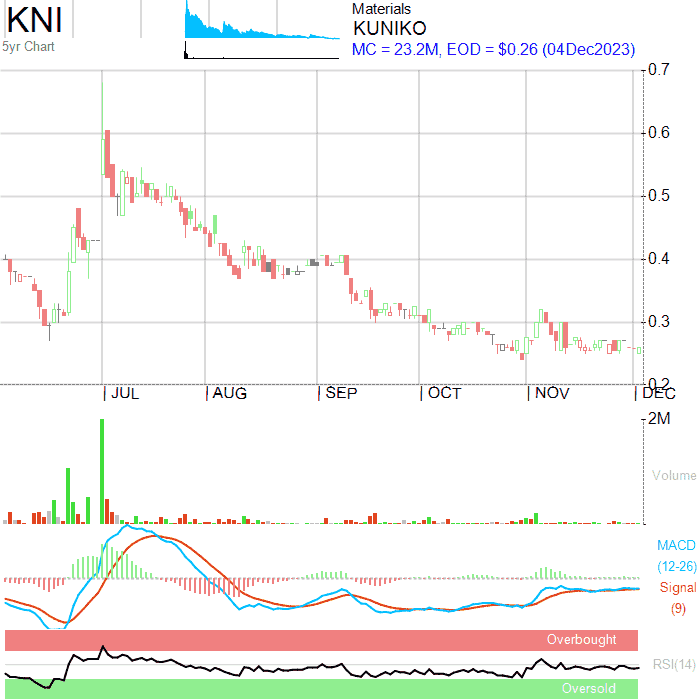 KNI
5yr Chart
Materials
KUNIKO
MC = 23.2M, EOD = $0.26 (04Dec2023)
0.7
0.6
0.5
0.4
0.3
0.2
JUL AUG SEP OCT NOV DEC
2M
Volume
MACD
(12-26)
Signal
(9)
Overbought
RSI(14)
Oversold